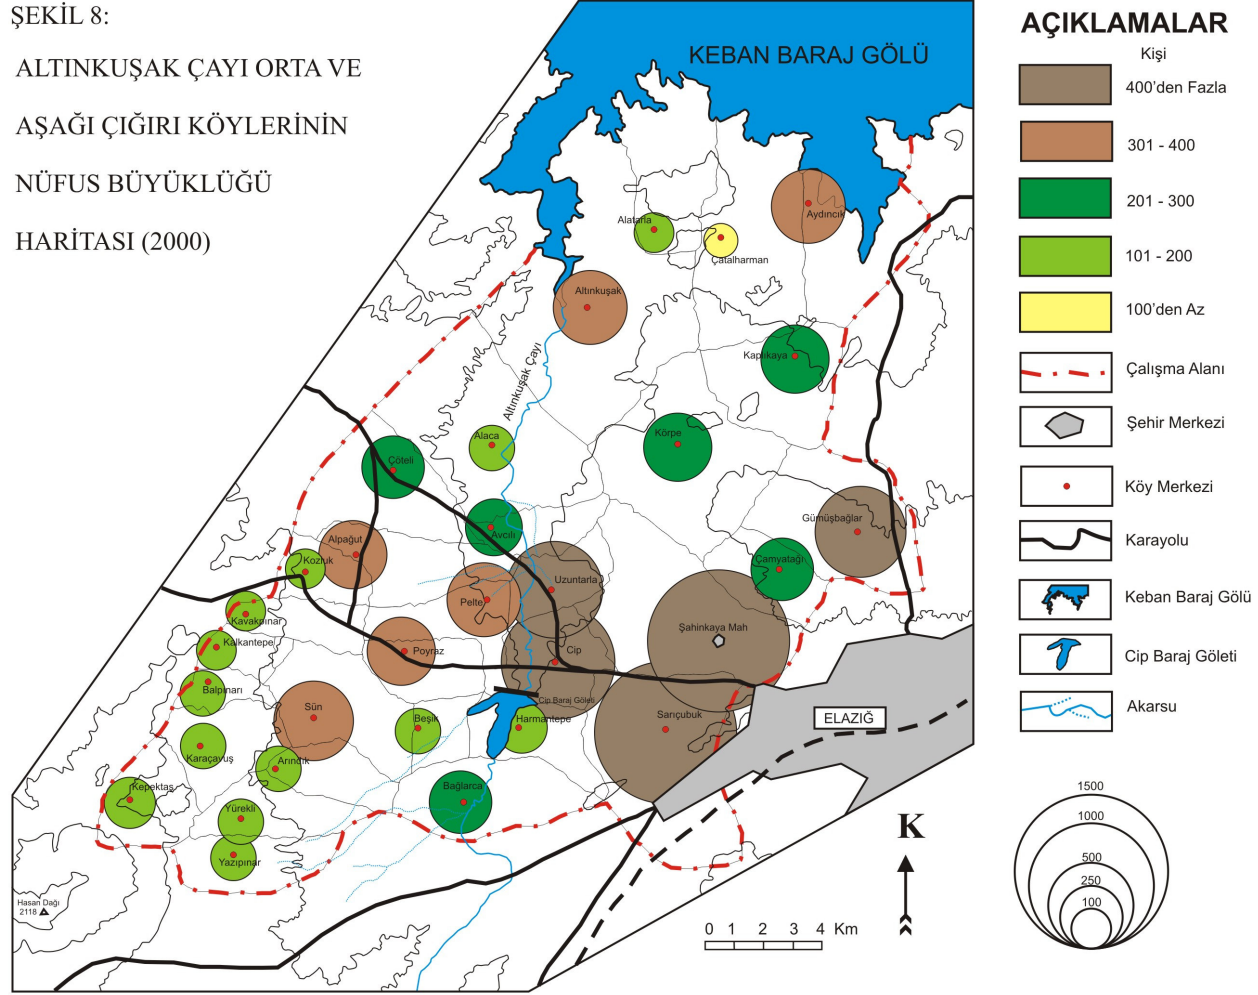 ŞEKİL 8:
ALTINKUŞAK ÇAYI ORTA VE
AŞAĞI ÇIĞIRI KÖYLERİNİN
NÜFUS BÜYÜKLÜĞÜ
HARİTASI (2000)
KEBAN BARAJ GÖLÜ
Alatarla
Aydıncık
Çatalharman
Altınkuşak
Kaplıkaya
Altınkuşak Çayı
Alaca
Körpe
Çöteli
Gümüşbağlar
Avcılı
Alpağut
Kozluk
Çamyatağı
Uzuntarla
Pelte
Kavakpınar
Şahinkaya Mah
Kalkantepe
Poyraz
Cip
Balpınarı
Cip Baraj Göleti
Sün
Beşik
Harmantepe
Sarıçubuk
ELAZIĞ
Karaçavuş
Arındık
Kepektaş
Bağlarca
Yürekli
Yazıpınar
Hasan Dağı
2118
K
0 1 2 3 4 Km
AÇIKLAMALAR
Kişi
400'den Fazla
301 - 400
201 - 300
101 - 200
100'den Az
Çalışma Alanı
Şehir Merkezi
Köy Merkezi
Karayolu
Keban Baraj Gölü
Cip Baraj Göleti
Akarsu
1500
1000
500
250
100